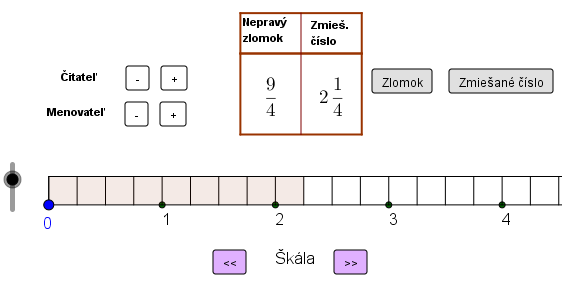 Nepravý zlomok
Zmieš. číslo
Čitateľ - +
Menovateľ - +
9/4
2 1/4
Zlomok
Zmiešané číslo
0 1 2 3 4
<< Škála >>